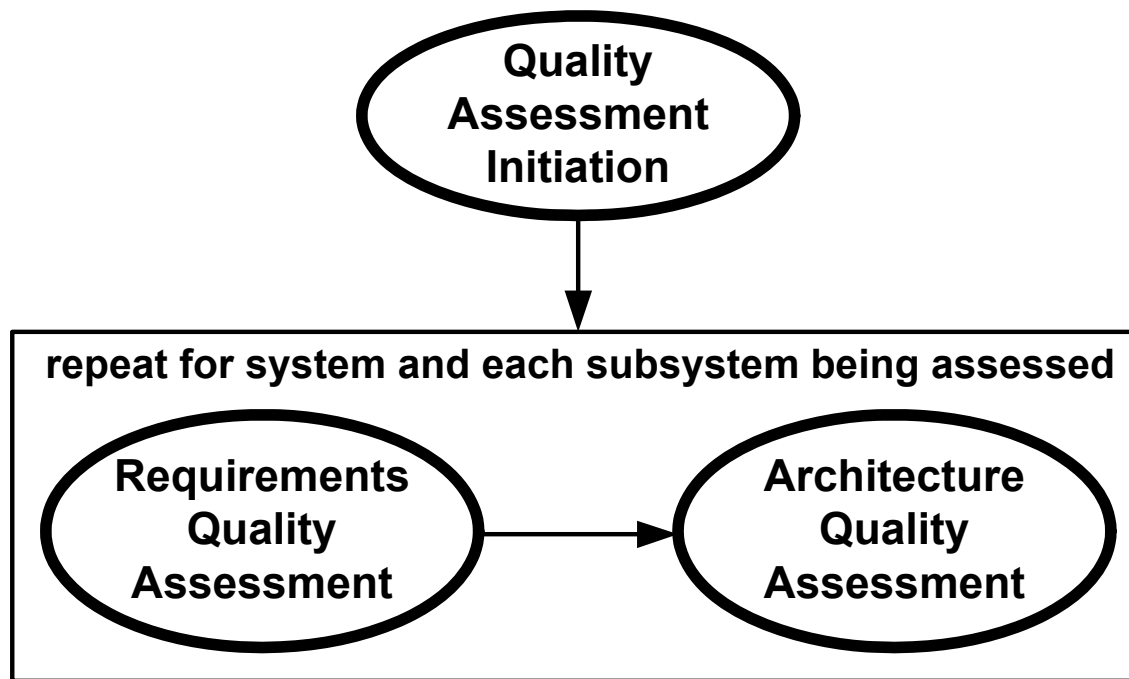 Quality
Assessment
Initiation
repeat for system and each subsystem being assessed
Requirements
Quality
Assessment
Architecture
Quality
Assessment